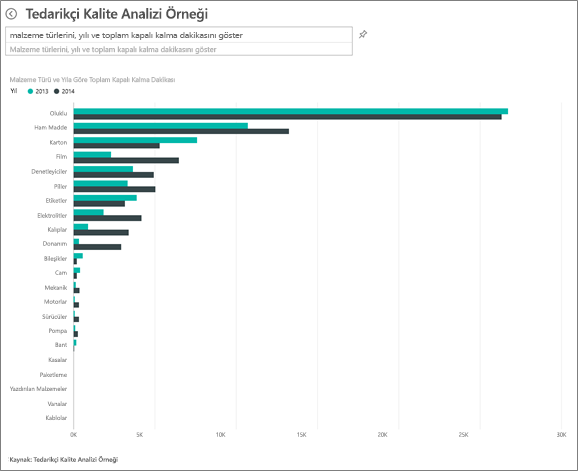 Tedarikçi Kalite Analizi Örneği
malzeme türlerini, yılı ve toplam kapalı kalma dakikasını göster
Malzeme türlerini, yılı ve toplam kapalı kalma dakikasını göster
Malzeme Türü ve Yıla Göre Toplam Kapalı Kalma Dakikası
Yıl 2013 2014
Oluklu
Ham Madde
Karton
Film
Denetleyiciler
Piller
Etiketler
Elektrolitler
Kalıplar
Donanım
Bileşikler
Cam
Mekanik
Motorlar
Sürücüler
Pompa
Bant
Kasalar
Paketleme
Yazdırılan Malzemeler
Vanalar
Kablolar
0K 5K 10K 15K 20K 25K 30K
Kaynak: Tedarikçi Kalite Analizi Örneği